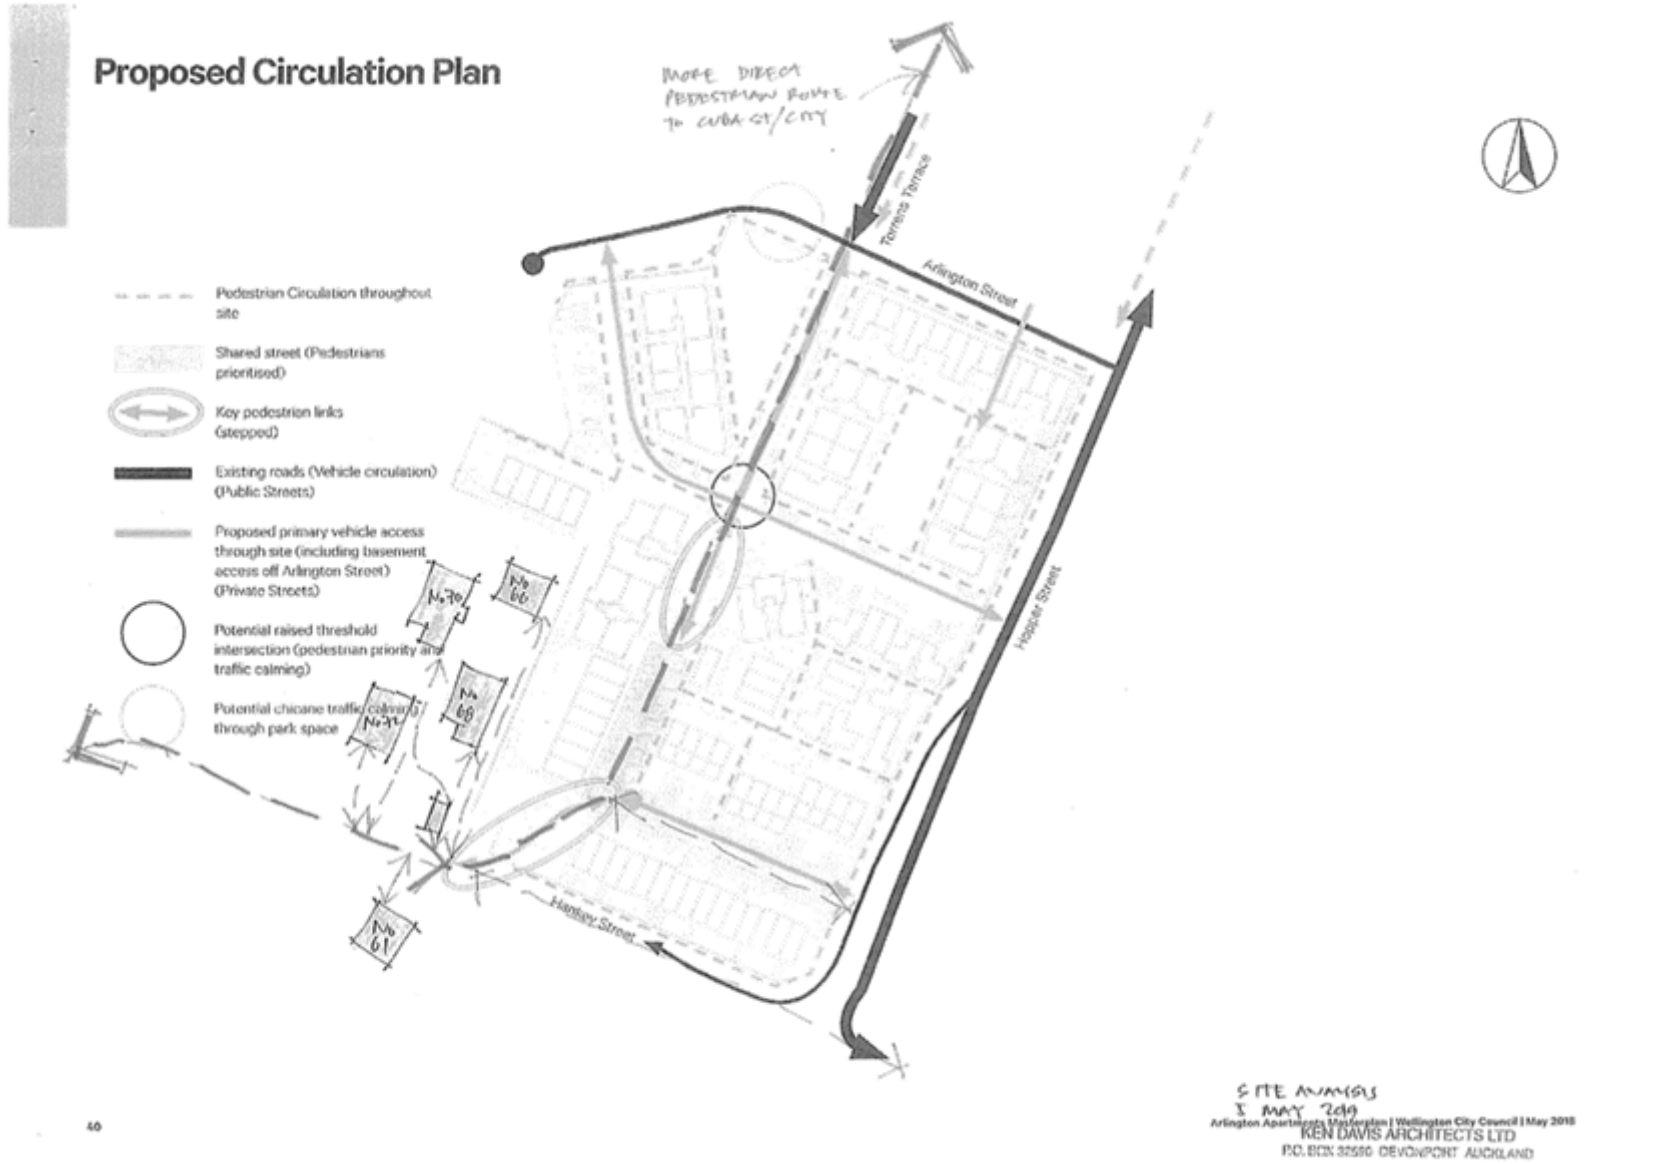 Proposed Circulation Plan
MORE DIRECT
PEDESTRIAN ROUTE
TO CUBA ST/CITY
Torrens Terrace
Arlington Street
Pedestrian Circulation throughout
site
Shared street (Pedestrians
prioritised)
Key pedestrian links
(stepped)
Existing roads (Vehicle circulation)
(Public Streets)
Proposed primary vehicle access
through site (including basement
access off Arlington Street)
(Private Streets)
Potential raised threshold
intersection (pedestrian priority and
traffic calming)
Potential chicane traffic calming
through park space
No 70
No
66
No
68
No 72
No
61
Hopper Street
Hankey Street
SITE ANALYSIS
MAY 2019
Arlington Apartments Masterplan | Wellington City Council | May 2018
KEN DAVIS ARCHITECTS LTD
P.O. BOX 32590 DEVONPORT AUCKLAND
40